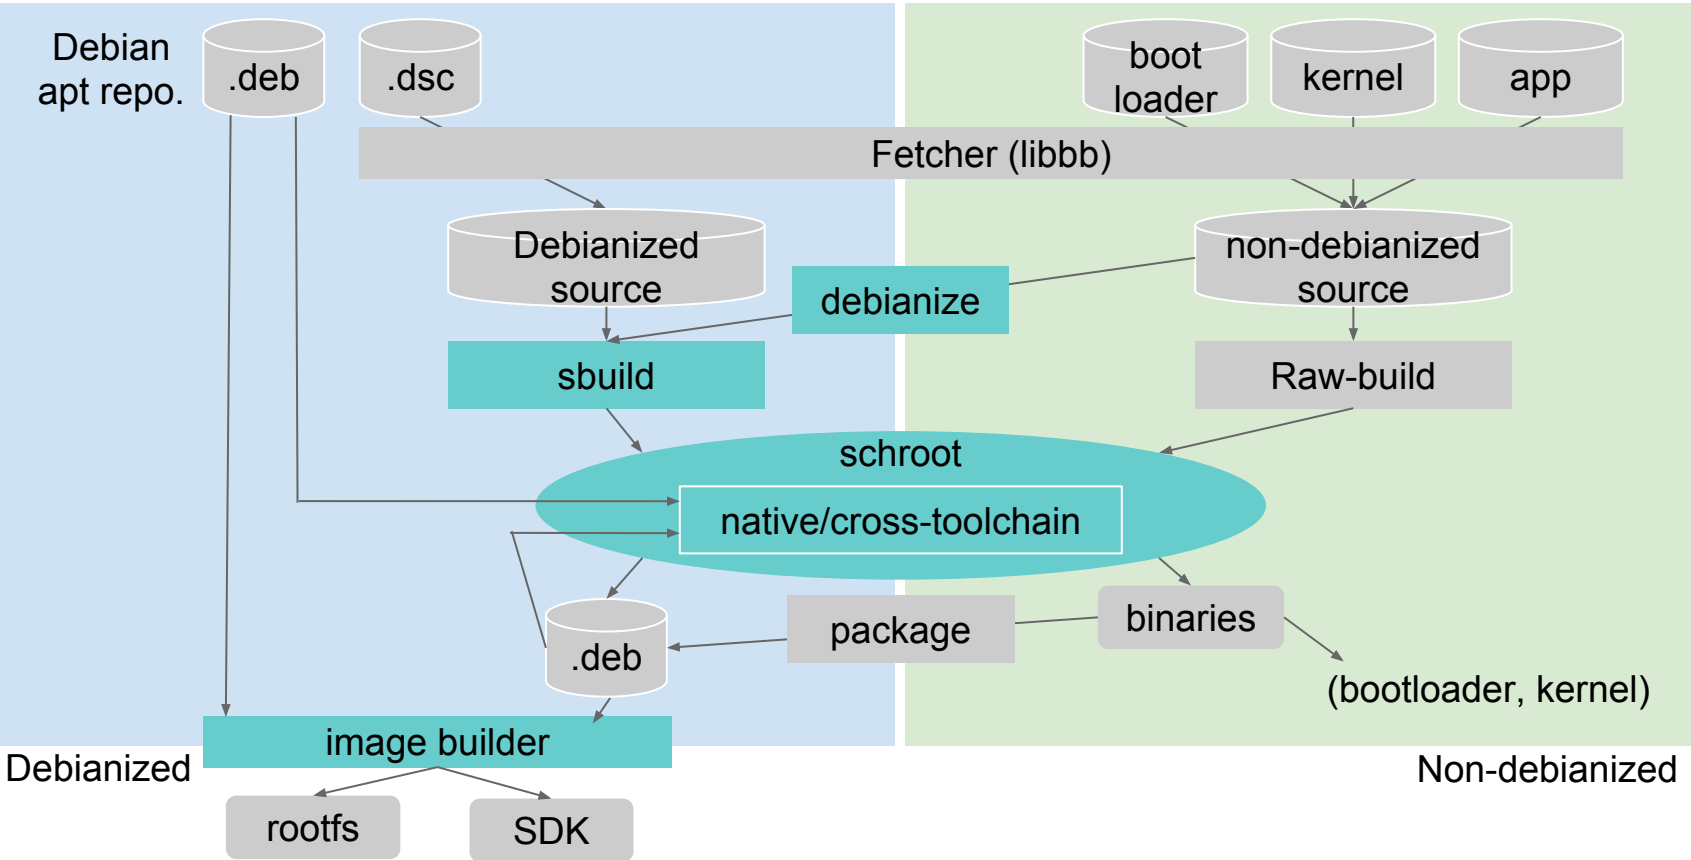 Debian
apt repo.
.deb
.dsc
boot
loader
kernel
app
Fetcher (libbb)
Debianized
source
non-debianized
source
debianize
sbuild
Raw-build
schroot
native/cross-toolchain
binaries
package
.deb
(bootloader, kernel)
image builder
Debianized
Non-debianized
rootfs
SDK